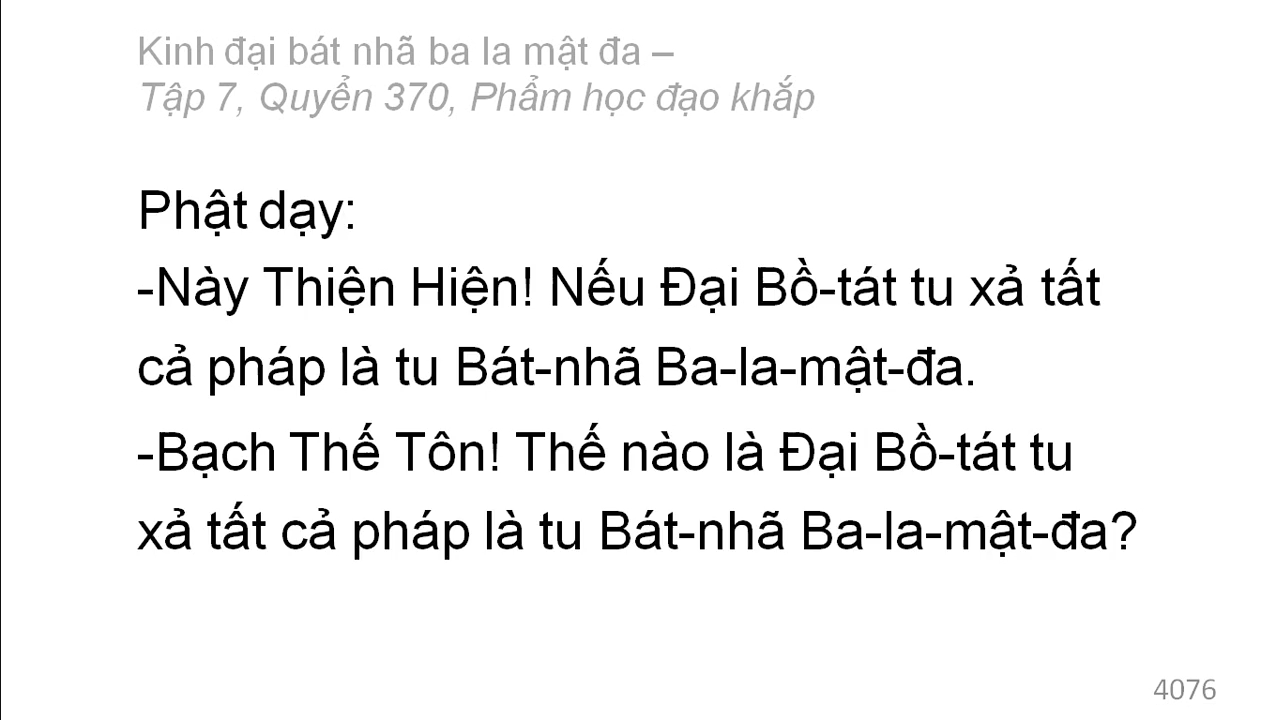 Kinh đại bát nhã ba la mật đa –
Tập 7, Quyển 370, Phẩm học đạo khắp
Phật dạy:
-Này Thiện Hiện! Nếu Đại Bồ-tát tu xả tất
cả pháp là tu Bát-nhã Ba-la-mật-đa.
-Bạch Thế Tôn! Thế nào là Đại Bồ-tát tu
xả tất cả pháp là tu Bát-nhã Ba-la-mật-đa?
4076